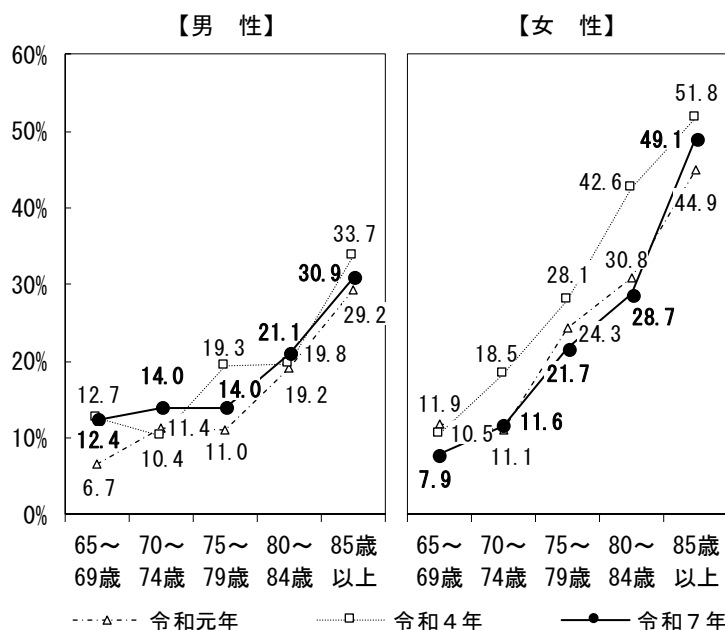 【男　性】
【女　性】
60%
50%
40%
30%
20%
10%
0%
12.7
12.4
6.7
14.0
11.4
10.4
19.3
14.0
11.0
21.1
19.8
19.2
33.7
30.9
29.2
11.9
10.5
7.9
18.5
11.6
11.1
28.1
24.3
21.7
42.6
30.8
28.7
51.8
49.1
44.9
65～
69歳
70～
74歳
75～
79歳
80～
84歳
85歳
以上
65～
69歳
70～
74歳
75～
79歳
80～
84歳
85歳
以上
令和元年
令和４年
令和７年